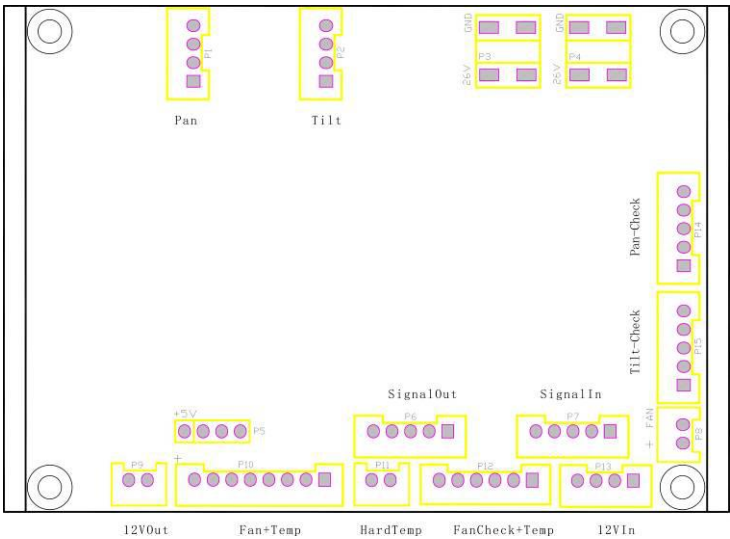 GND
GND
P1
P2
P3
P4
26V
26V
Pan
Tilt
Pan-Check
P14
Tilt-Check
P15
SignalOut
SignalIn
+5V
P5
P6
P7
+ FAN
P8
+
P9
P10
P11
P12
P13
12VOut
Fan+Temp
HardTemp
FanCheck+Temp
12VIn